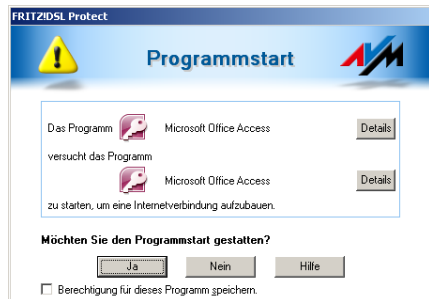 FRITZ!DSL Protect
Programmstart
Das Programm Microsoft Office Access Details
versucht das Programm
Microsoft Office Access Details
zu starten, um eine Internetverbindung aufzubauen.
Möchten Sie den Programmstart gestatten?
Ja Nein Hilfe
Berechtigung für dieses Programm speichern.